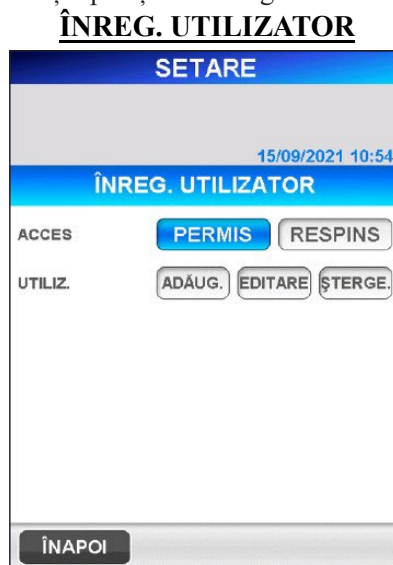 ÎNREG. UTILIZATOR
SETARE
15/09/2021 10:54
ÎNREG. UTILIZATOR
ACCES PERMIS RESPINS
UTILIZ. ADĂUG. EDITARE ŞTERGE.
ÎNAPOI